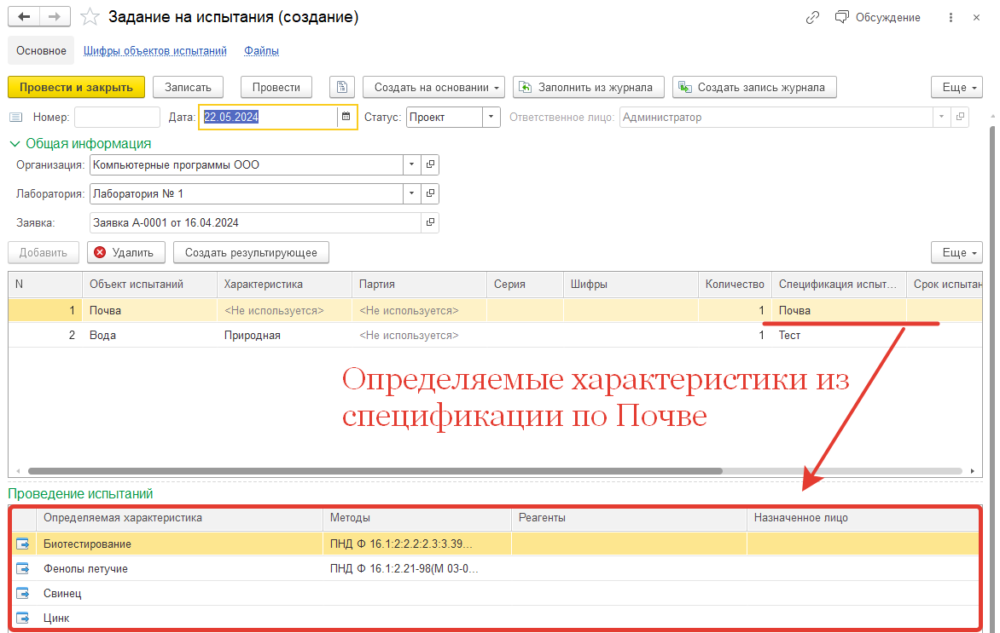 Задание на испытания (создание)
Обсуждение
Основное Шифры объектов испытаний Файлы
Провести и закрыть Записать Провести Создать на основании Заполнить из журнала Создать запись журнала Еще
Номер: Дата: 22.05.2024 Статус: Проект Ответственное лицо: Администратор
Общая информация
Организация: Компьютерные программы ООО
Лаборатория: Лаборатория № 1
Заявка: Заявка А-0001 от 16.04.2024
Добавить Удалить Создать результирующее Еще
N Объект испытаний Характеристика Партия Серия Шифры Количество Спецификация испыт... Срок испытан
1 Почва <Не используется> <Не используется> 1 Почва
2 Вода Природная <Не используется> 1 Тест
Определяемые характеристики из
спецификации по Почве
Проведение испытаний
Определяемая характеристика Методы Реагенты Назначенное лицо
Биотестирование ПНД Ф 16.1:2:2.2:2.3:3.39...
Фенолы летучие ПНД Ф 16.1:2.21-98(М 03-0...
Свинец
Цинк